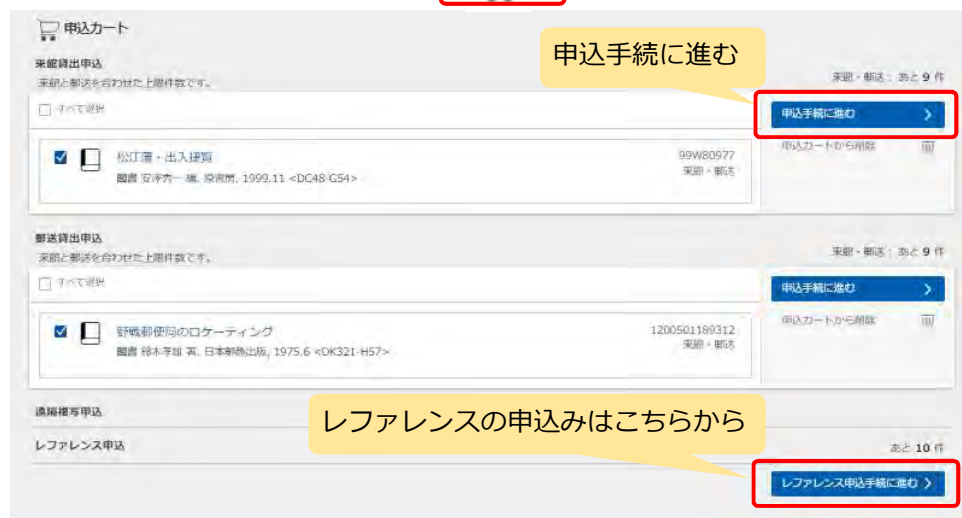 申込カート
申込手続に進む
来館貸出申込
来館と郵送を合わせた上限件数です。
来館・郵送： あと 9 件
すべて選択
申込手続に進む
松江藩・出入捷覧
99W80977
申込カートから削除
図書 安澤秀一 編, 原書房, 1999.11 <DC48-G54>
来館・郵送
郵送貸出申込
来館と郵送を合わせた上限件数です。
来館・郵送： あと 9 件
すべて選択
申込手続に進む
野戦郵便局のロケーティング
1200501189312
申込カートから削除
図書 鈴木孝雄 著, 日本郵趣出版, 1975.6 <DK321-H57>
来館・郵送
遠隔複写申込
レファレンスの申込みはこちらから
レファレンス申込
あと 10 件
レファレンス申込手続に進む